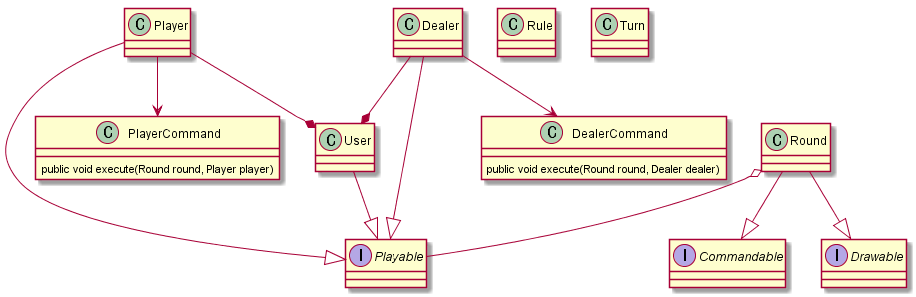 C Player
C Dealer
C Rule
C Turn
C PlayerCommand
public void execute(Round round, Player player)
C User
C DealerCommand
public void execute(Round round, Dealer dealer)
C Round
I Playable
I Commandable
I Drawable